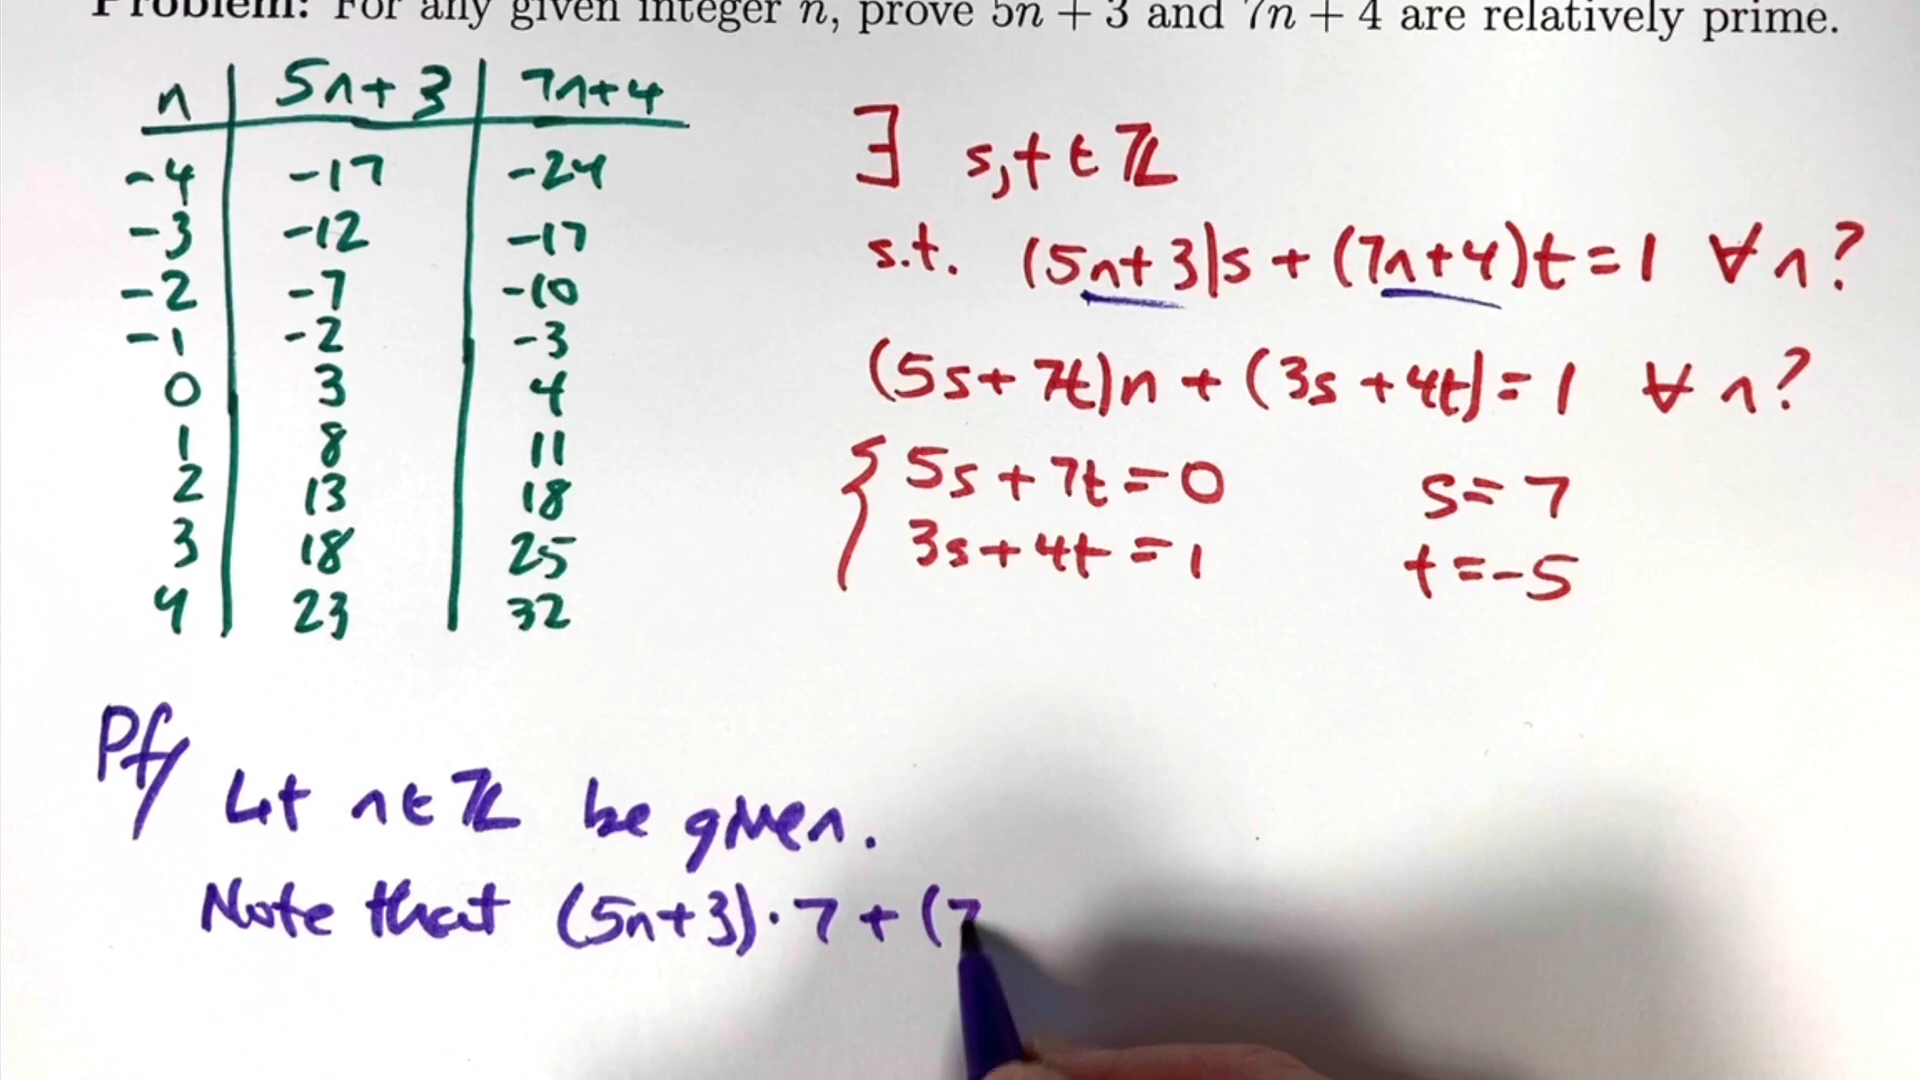 Problem: For any given integer n, prove 5n + 3 and 7n + 4 are relatively prime.
n | 5n+3 | 7n+4
-4 | -17 | -24
-3 | -12 | -17
-2 | -7 | -10
-1 | -2 | -3
0 | 3 | 4
1 | 8 | 11
2 | 13 | 18
3 | 18 | 25
4 | 23 | 32
∃ s,t ∈ ℤ
s.t. (5n+3)s + (7n+4)t = 1 ∀ n?
(5s+7t)n + (3s+4t) = 1 ∀ n?
{ 5s + 7t = 0
3s + 4t = 1
s = 7
t = -5
Pf/ Let n ∈ ℤ be given.
Note that (5n+3)·7 + (7